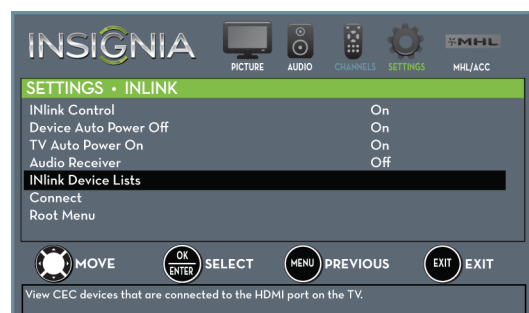 INSIGNIA
PICTURE AUDIO CHANNELS SETTINGS MHL MHL/ACC
SETTINGS • INLINK
INlink Control On
Device Auto Power Off On
TV Auto Power On On
Audio Receiver Off
INlink Device Lists
Connect
Root Menu
MOVE OK ENTER SELECT MENU PREVIOUS EXIT EXIT
View CEC devices that are connected to the HDMI port on the TV.